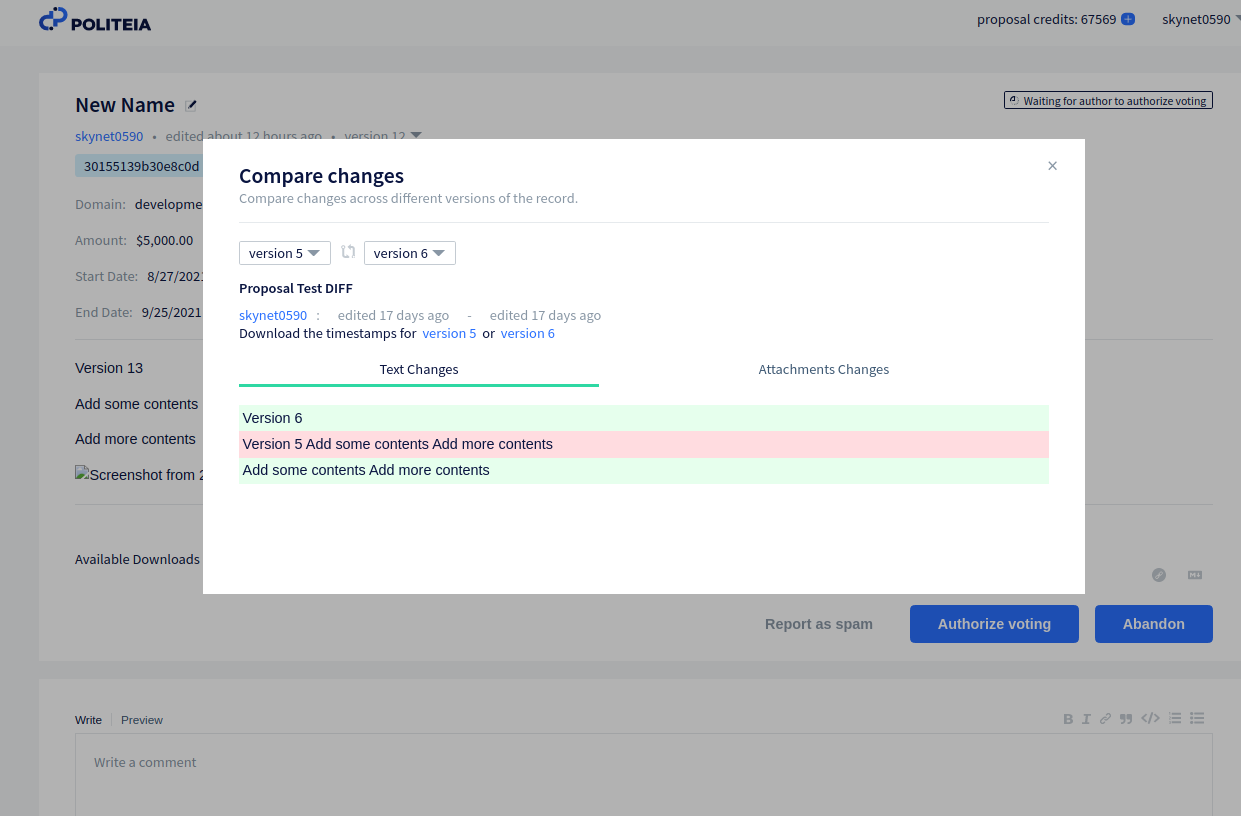 POLITEIA
proposal credits: 67569
skynet0590
New Name
Waiting for author to authorize voting
skynet0590 • edited about 12 hours ago • version 12
30155139b30e8c0d
Compare changes
Compare changes across different versions of the record.
Domain:
Amount: $5,000.00
version 5 version 6
Start Date:
Proposal Test DIFF
End Date: 9/25/2021
skynet0590 : edited 17 days ago - edited 17 days ago
Download the timestamps for version 5 or version 6
Text Changes Attachments Changes
Version 13
Add some contents
Add more contents
Screenshot from
Version 6
Version 5 Add some contents Add more contents
Add some contents Add more contents
Available Downloads
Report as spam Authorize voting Abandon
Write Preview
Write a comment